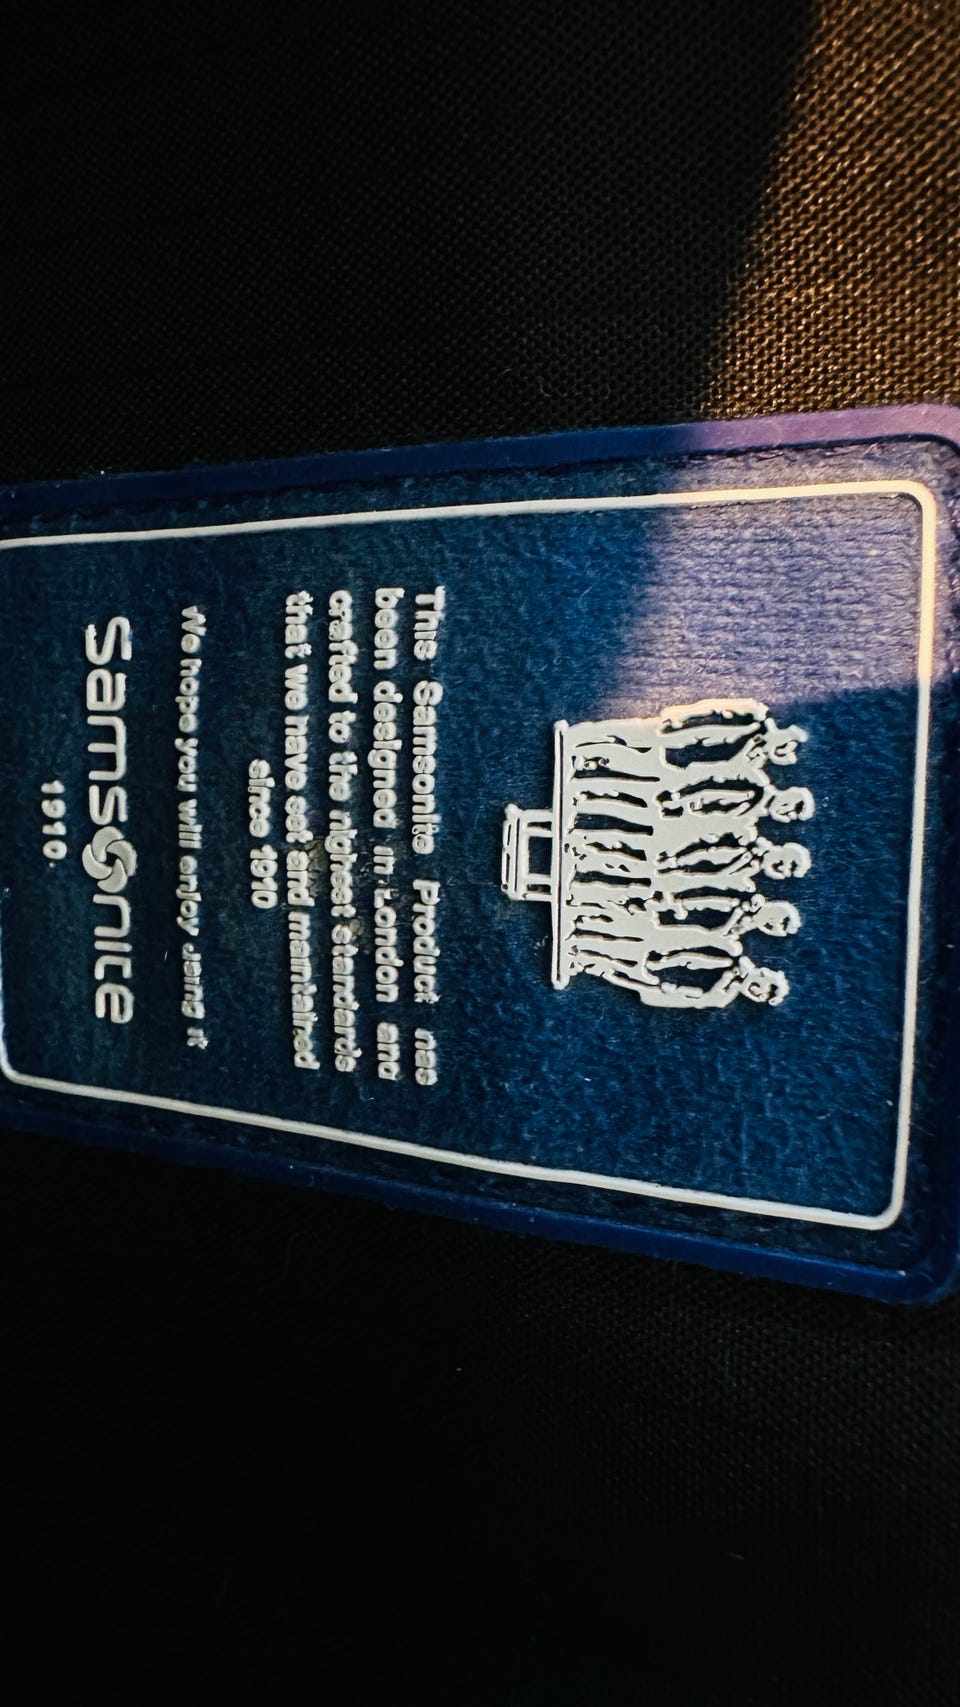 This Samsonite Product has
been designed in London and
crafted to the highest standards
that we have set and maintained
since 1910
We hope you will enjoy using it
Samsonite
1910.